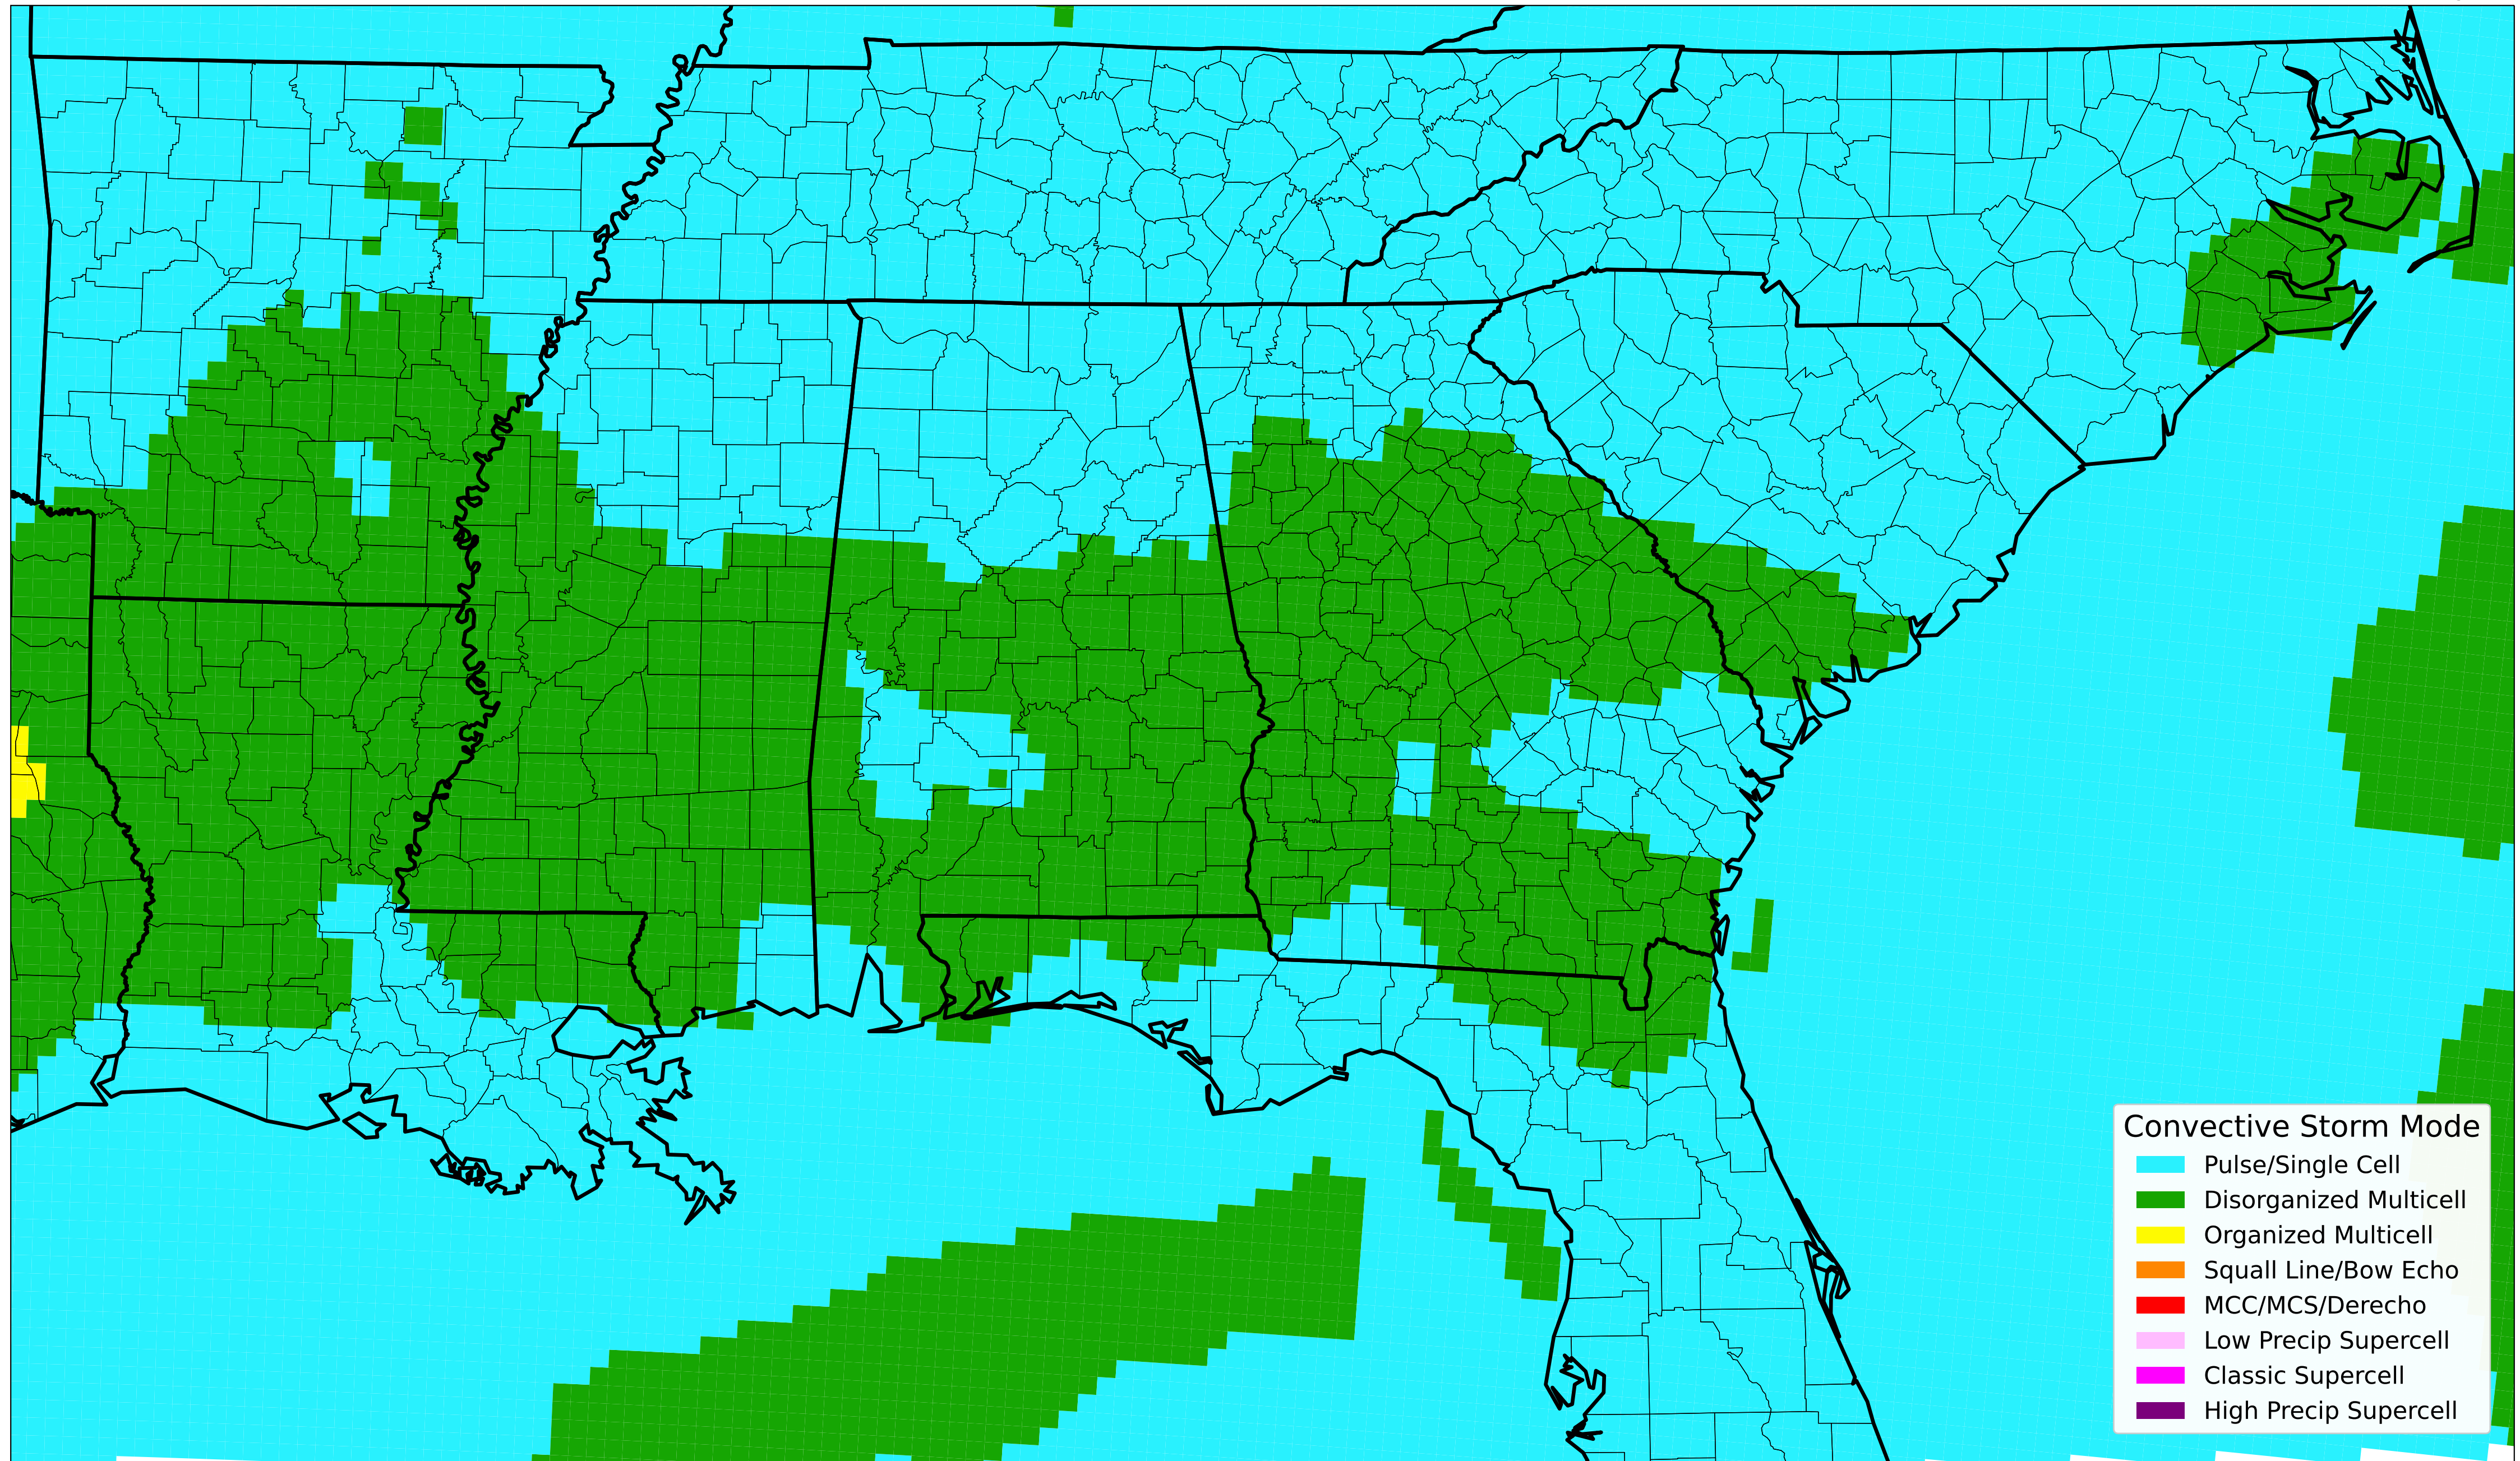 Convective Storm Mode
Pulse/Single Cell
Disorganized Multicell
Organized Multicell
Squall Line/Bow Echo
MCC/MCS/Derecho
Low Precip Supercell
Classic Supercell
High Precip Supercell